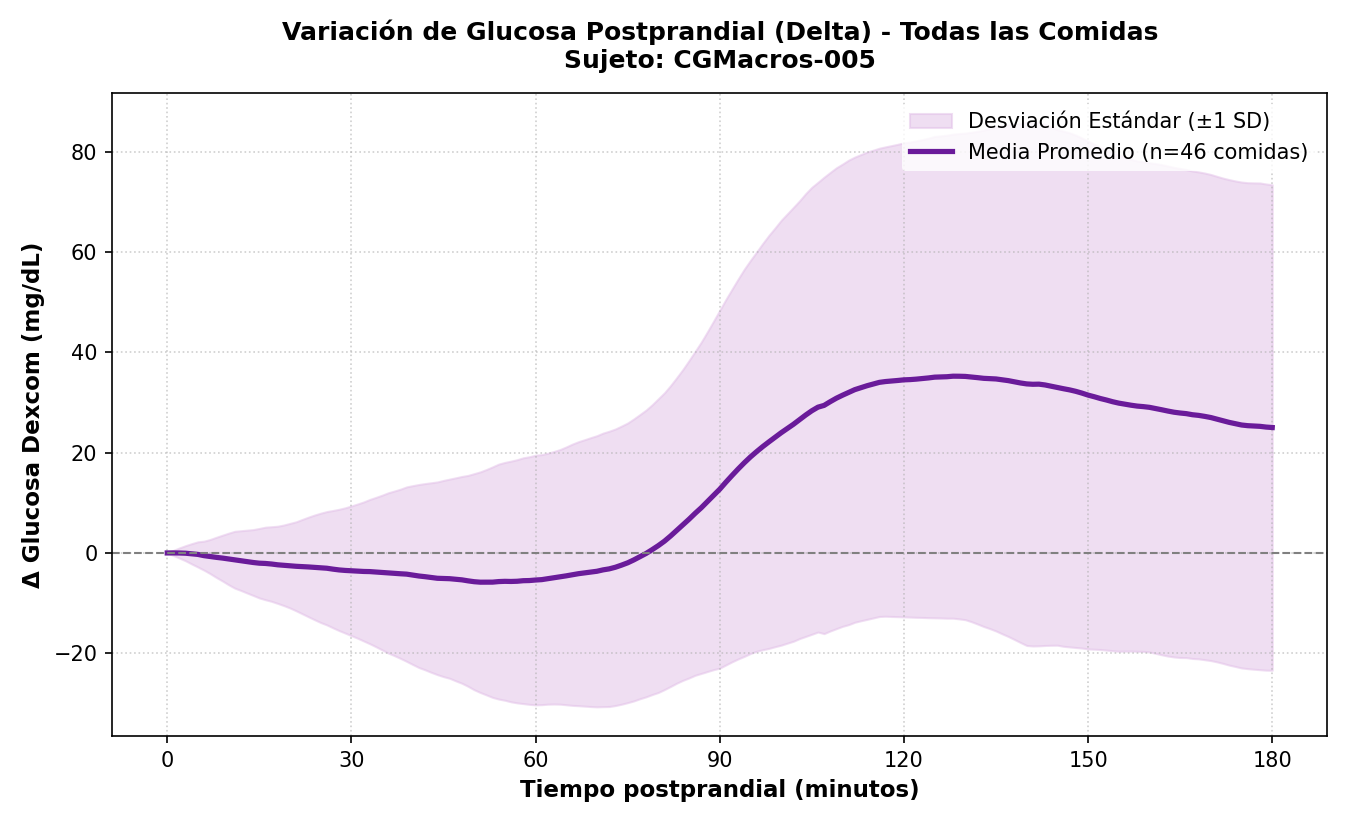 Variación de Glucosa Postprandial (Delta) - Todas las Comidas
Sujeto: CGMacros-005
Desviación Estándar (±1 SD)
Media Promedio (n=46 comidas)
Δ Glucosa Dexcom (mg/dL)
80
60
40
20
0
−20
0 30 60 90 120 150 180
Tiempo postprandial (minutos)